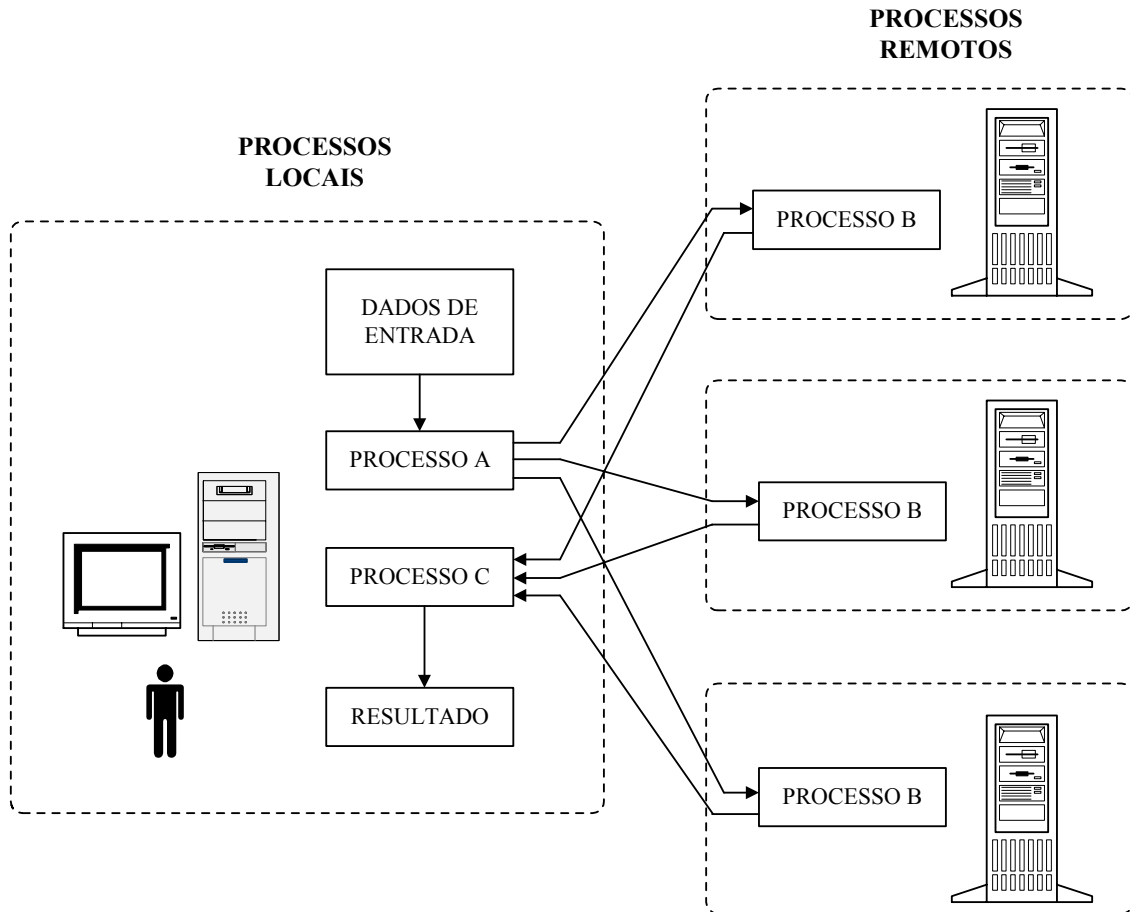 PROCESSOS
REMOTOS
PROCESSOS
LOCAIS
PROCESSO B
DADOS DE
ENTRADA
PROCESSO A
PROCESSO B
PROCESSO C
RESULTADO
PROCESSO B